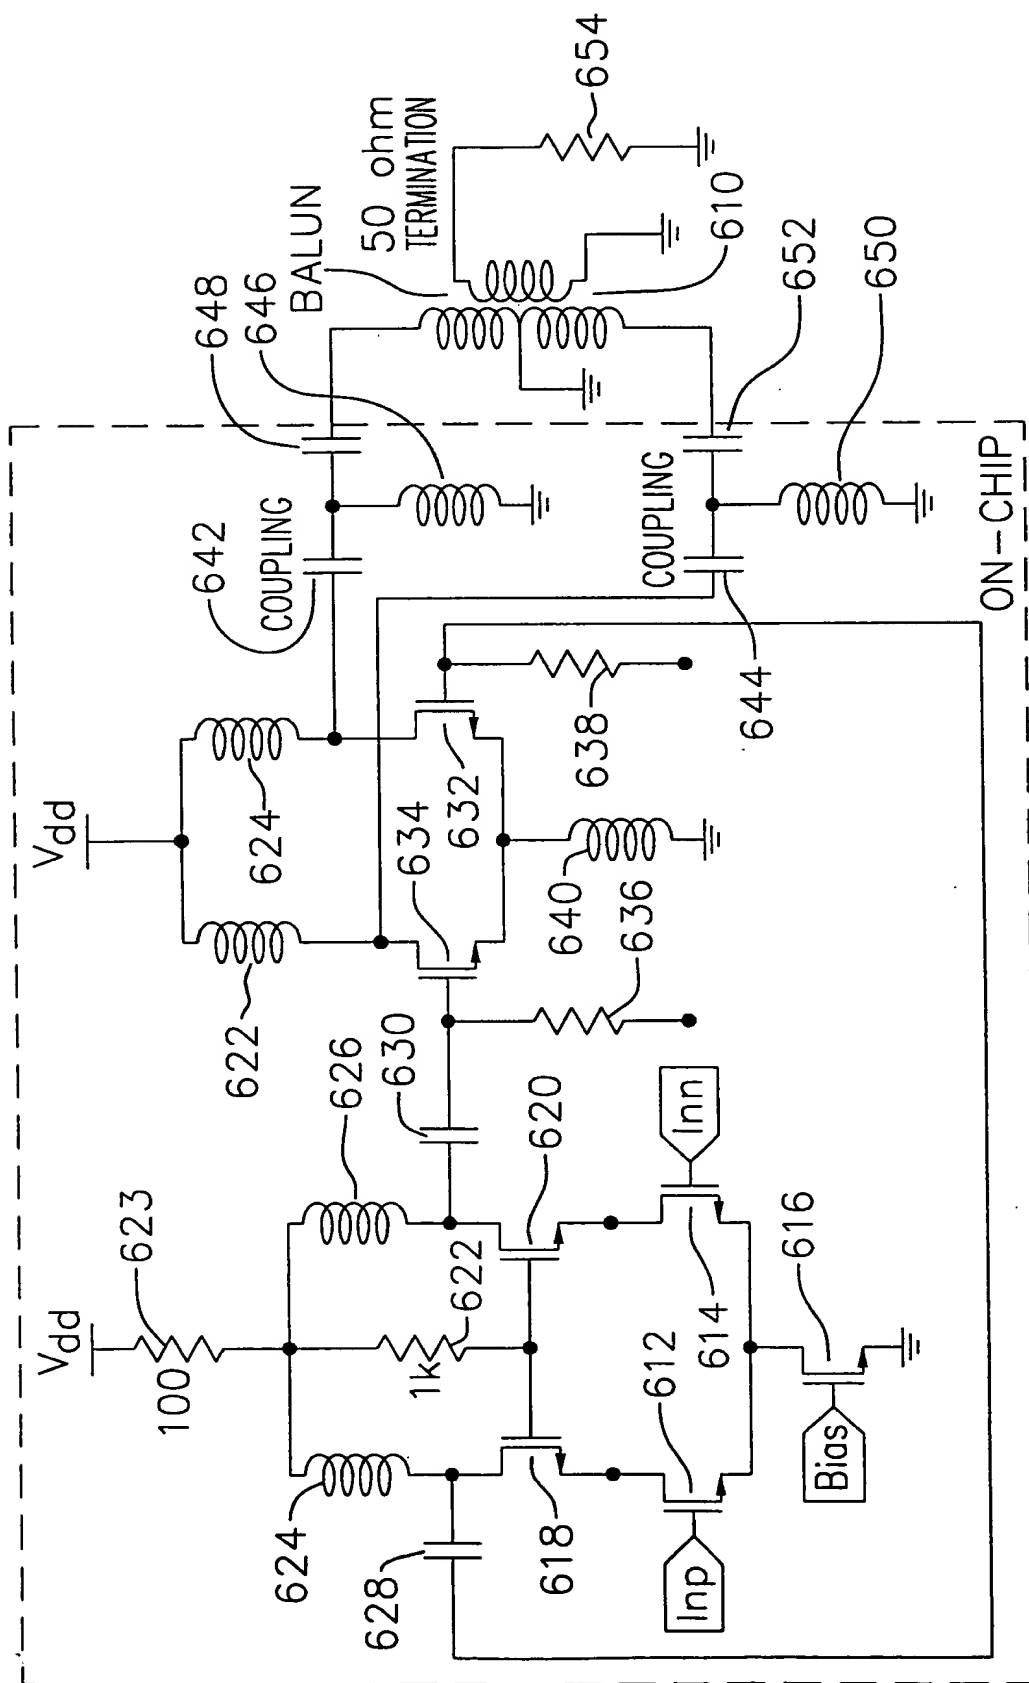 Vdd
623
100
624
626
1k
622
628
630
618
620
612
614
Inp
Inn
Bias
616
Vdd
622
624
634
632
636
640
638
642
COUPLING
648
646
COUPLING
644
652
650
BALUN
610
50 ohm
TERMINATION
654
ON-CHIP